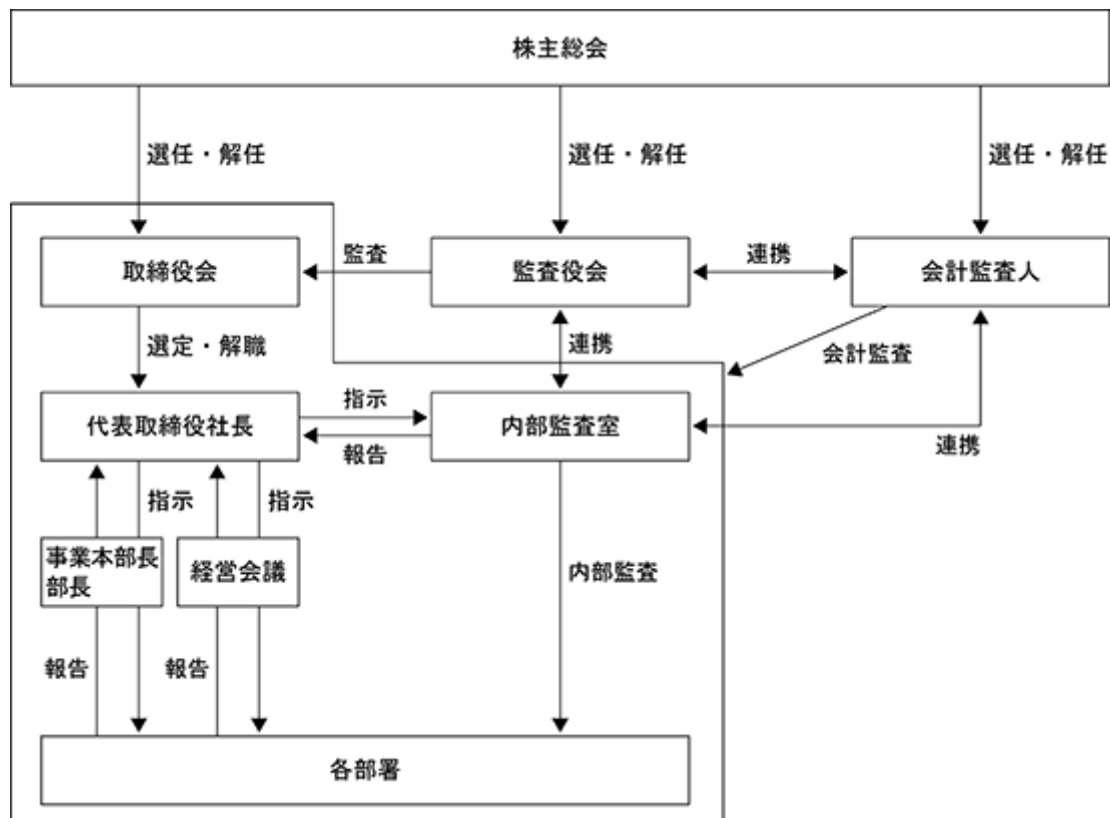 株主総会
選任・解任
選任・解任
選任・解任
取締役会
監査
監査役会
連携
会計監査人
選定・解職
連携
会計監査
代表取締役社長
指示
報告
内部監査室
連携
指示
指示
事業本部長
部長
経営会議
内部監査
報告
報告
各部署